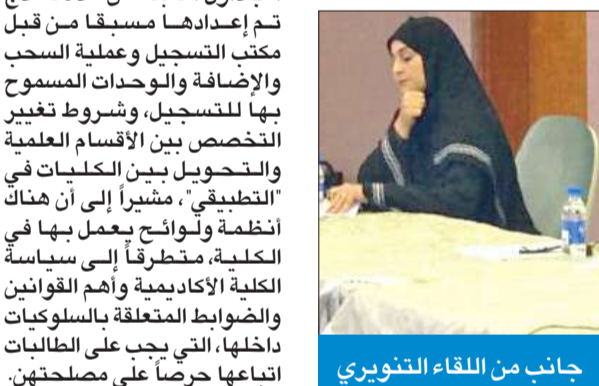 تم إعدادها مسبقا من قبل
مكتب التسجيل وعملية السحب
والإضافة والوحدات المسموح
بها للتسجيل، وشروط تغيير
التخصص بين الأقسام العلمية
والتحويل بين الكليات في
"التطبيقي"، مشيراً إلى أن هناك
أنظمة ولوائح يعمل بها في
الكلية، متطرقاً إلى سياسة
الكلية الأكاديمية وأهم القوانين
والضوابط المتعلقة بالسلوكيات
داخلها، التي يجب على الطالبات
اتباعها حرصاً على مصلحتهن.
جانب من اللقاء التنويري